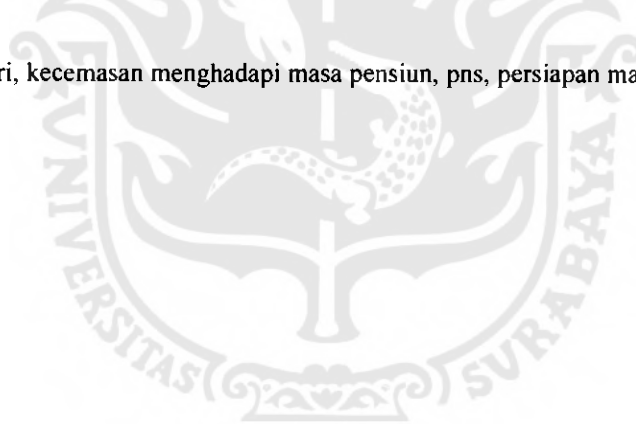 ri, kecemasan menghadapi masa pensiun, pns, persiapan ma
UNIVERSITAS SURABAYA